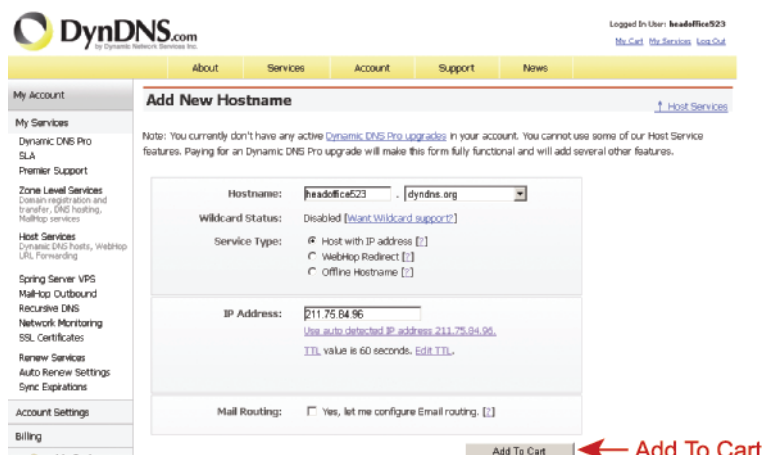 DynDNS.com
by Dynamic Network Services Inc.
Logged In User: headoffice523
My Cart My Services Log Out
About Services Account Support News
My Account
My Services
Dynamic DNS Pro
SLA
Premier Support
Zone Level Services
Domain registration and
transfer, DNS hosting,
MailHop services
Host Services
Dynamic DNS hosts, WebHop
URL Forwarding
Spring Server VPS
MailHop Outbound
Recursive DNS
Network Monitoring
SSL Certificates
Renew Services
Auto Renew Settings
Sync Expirations
Account Settings
Billing
Add New Hostname
↑ Host Services
Note: You currently don't have any active Dynamic DNS Pro upgrades in your account. You cannot use some of our Host Service
features. Paying for an Dynamic DNS Pro upgrade will make this form fully functional and will add several other features.
Hostname: headoffice523 . dyndns.org
Wildcard Status: Disabled [Want Wildcard support?]
Service Type: Host with IP address [?]
WebHop Redirect [?]
Offline Hostname [?]
IP Address: 211.75.84.96
Use auto detected IP address 211.75.84.96.
TTL value is 60 seconds. Edit TTL.
Mail Routing: Yes, let me configure Email routing. [?]
Add To Cart
Add To Cart